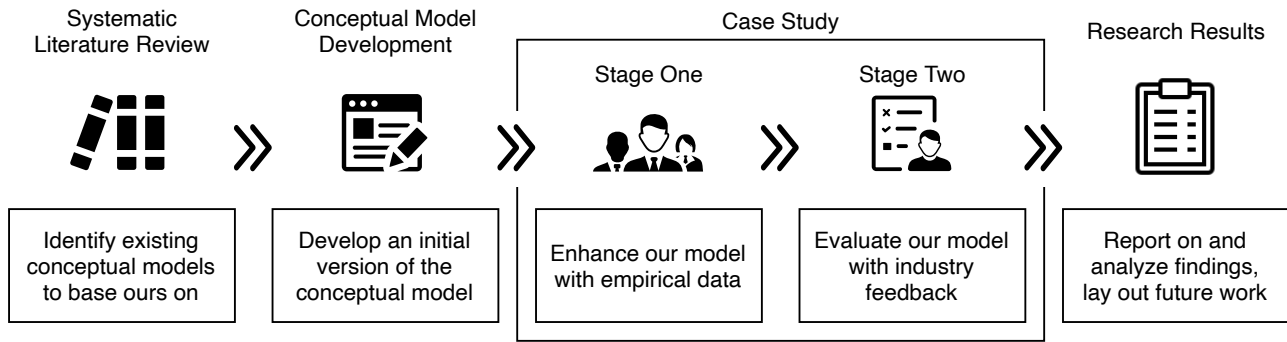 Systematic
Literature Review
Conceptual Model
Development
Case Study
Research Results
Stage One
Stage Two
Identify existing
conceptual models
to base ours on
Develop an initial
version of the
conceptual model
Enhance our model
with empirical data
Evaluate our model
with industry
feedback
Report on and
analyze findings,
lay out future work